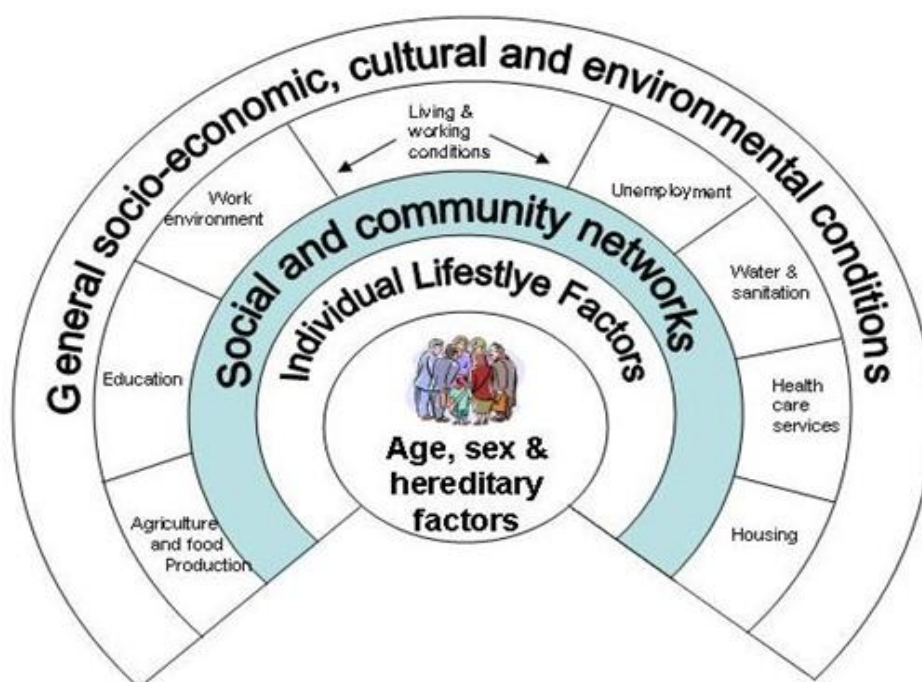 General socio-economic, cultural and environmental conditions
Living &
working
conditions
Work
environment
Unemployment
Education
Water &
sanitation
Agriculture
and food
Production
Health
care
services
Housing
Social and community networks
Individual Lifestlye Factors
Age, sex &
hereditary
factors